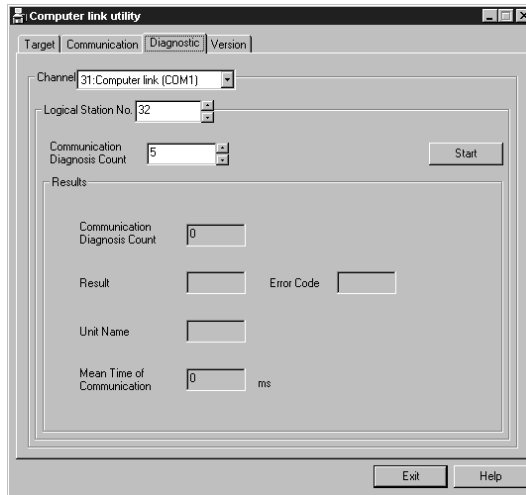 Computer link utility
Target Communication Diagnostic Version
Channel 31:Computer link (COM1)
Logical Station No. 32
Communication
Diagnosis Count 5 Start
Results
Communication
Diagnosis Count 0
Result Error Code
Unit Name
Mean Time of
Communication 0 ms
Exit Help